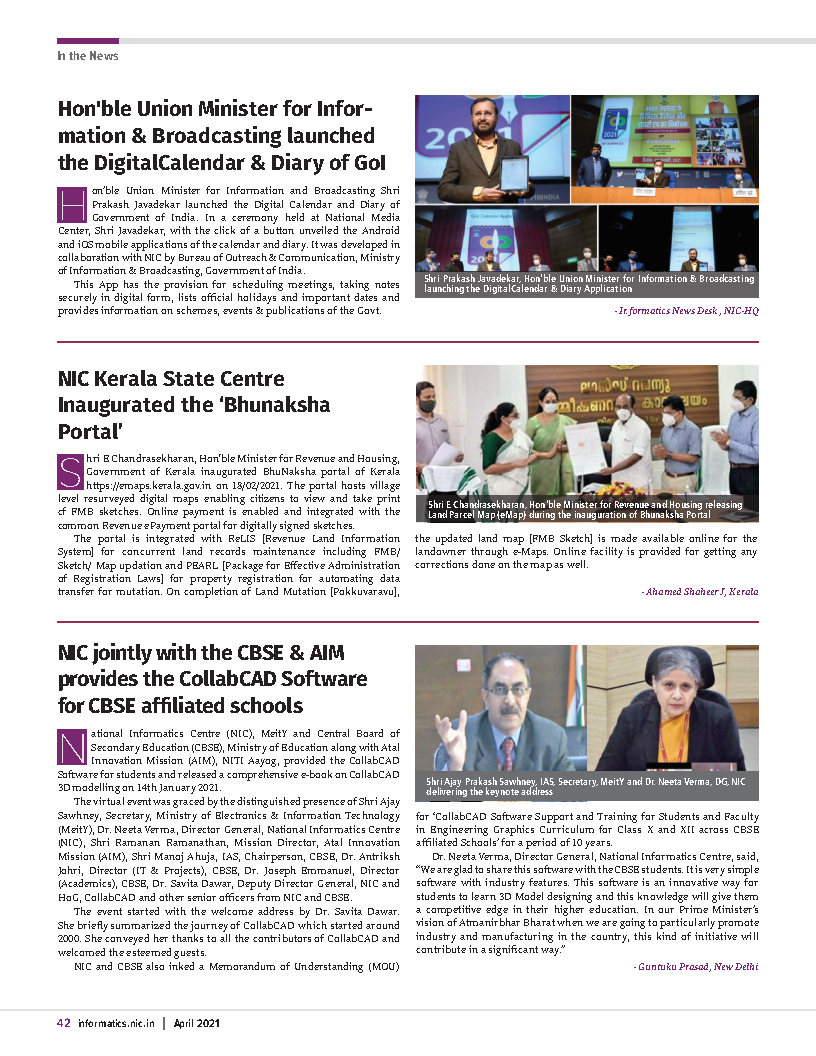 In the News
Hon'ble Union Minister for Infor-
mation & Broadcasting launched
the DigitalCalendar & Diary of GoI
Hon'ble Union Minister for Information and Broadcasting Shri
Prakash Javadekar launched the Digital Calendar and Diary of
Government of India. In a ceremony held at National Media
Center, Shri Javadekar, with the click of a button unveiled the Android
and iOS mobile applications of the calendar and diary. It was developed in
collaboration with NIC by Bureau of Outreach & Communication, Ministry
of Information & Broadcasting, Government of India.
This App has the provision for scheduling meetings, taking notes
securely in digital form, lists official holidays and important dates and
provides information on schemes, events & publications of the Govt.
Shri Prakash Javadekar, Hon'ble Union Minister for Information & Broadcasting
launching the DigitalCalendar & Diary Application
- Informatics News Desk, NIC-HQ
NIC Kerala State Centre
Inaugurated the ‘Bhunaksha
Portal’
Shri E Chandrasekharan, Hon'ble Minister for Revenue and Housing,
Government of Kerala inaugurated BhuNaksha portal of Kerala
https://emaps.kerala.gov.in on 18/02/2021. The portal hosts village
level resurveyed digital maps enabling citizens to view and take print
of FMB sketches. Online payment is enabled and integrated with the
common Revenue ePayment portal for digitally signed sketches.
The portal is integrated with ReLIS [Revenue Land Information
System] for concurrent land records maintenance including FMB/
Sketch/ Map updation and PEARL [Package for Effective Administration
of Registration Laws] for property registration for automating data
transfer for mutation. On completion of Land Mutation [Pokkuvaravu],
ലാൻഡ് റവന്യൂ
Shri E Chandrasekharan, Hon'ble Minister for Revenue and Housing releasing
Land Parcel Map (eMap) during the inauguration of Bhunaksha Portal
the updated land map [FMB Sketch] is made available online for the
landowner through e-Maps. Online facility is provided for getting any
corrections done on the map as well.
- Ahamed Shaheer J, Kerala
NIC jointly with the CBSE & AIM
provides the CollabCAD Software
for CBSE affiliated schools
National Informatics Centre (NIC), MeitY and Central Board of
Secondary Education (CBSE), Ministry of Education along with Atal
Innovation Mission (AIM), NITI Aayog, provided the CollabCAD
Software for students and released a comprehensive e-book on CollabCAD
3D modelling on 14th January 2021.
The virtual event was graced by the distinguished presence of Shri Ajay
Sawhney, Secretary, Ministry of Electronics & Information Technology
(MeitY), Dr. Neeta Verma, Director General, National Informatics Centre
(NIC), Shri Ramanan Ramanathan, Mission Director, Atal Innovation
Mission (AIM), Shri Manoj Ahuja, IAS, Chairperson, CBSE, Dr. Antriksh
Johri, Director (IT & Projects), CBSE, Dr. Joseph Emmanuel, Director
(Academics), CBSE, Dr. Savita Dawar, Deputy Director General, NIC and
HoG, CollabCAD and other senior officers from NIC and CBSE.
The event started with the welcome address by Dr. Savita Dawar.
She briefly summarized the journey of CollabCAD which started around
2000. She conveyed her thanks to all the contributors of CollabCAD and
welcomed the esteemed guests.
NIC and CBSE also inked a Memorandum of Understanding (MOU)
Shri Ajay Prakash Sawhney, IAS, Secretary, MeitY and Dr. Neeta Verma, DG, NIC
delivering the keynote address
for ‘CollabCAD Software Support and Training for Students and Faculty
in Engineering Graphics Curriculum for Class X and XII across CBSE
affiliated Schools’ for a period of 10 years.
Dr. Neeta Verma, Director General, National Informatics Centre, said,
“We are glad to share this software with the CBSE students. It is very simple
software with industry features. This software is an innovative way for
students to learn 3D Model designing and this knowledge will give them
a competitive edge in their higher education. In our Prime Minister's
vision of Atmanirbhar Bharat when we are going to particularly promote
industry and manufacturing in the country, this kind of initiative will
contribute in a significant way.”
- Guntuku Prasad, New Delhi
42 informatics.nic.in | April 2021